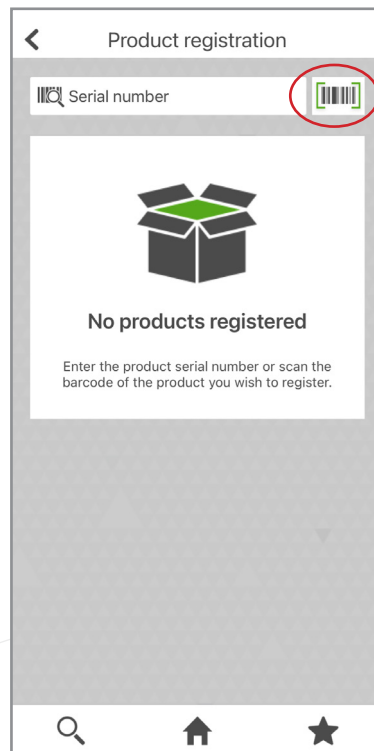 Product registration
Serial number
No products registered
Enter the product serial number or scan the
barcode of the product you wish to register.